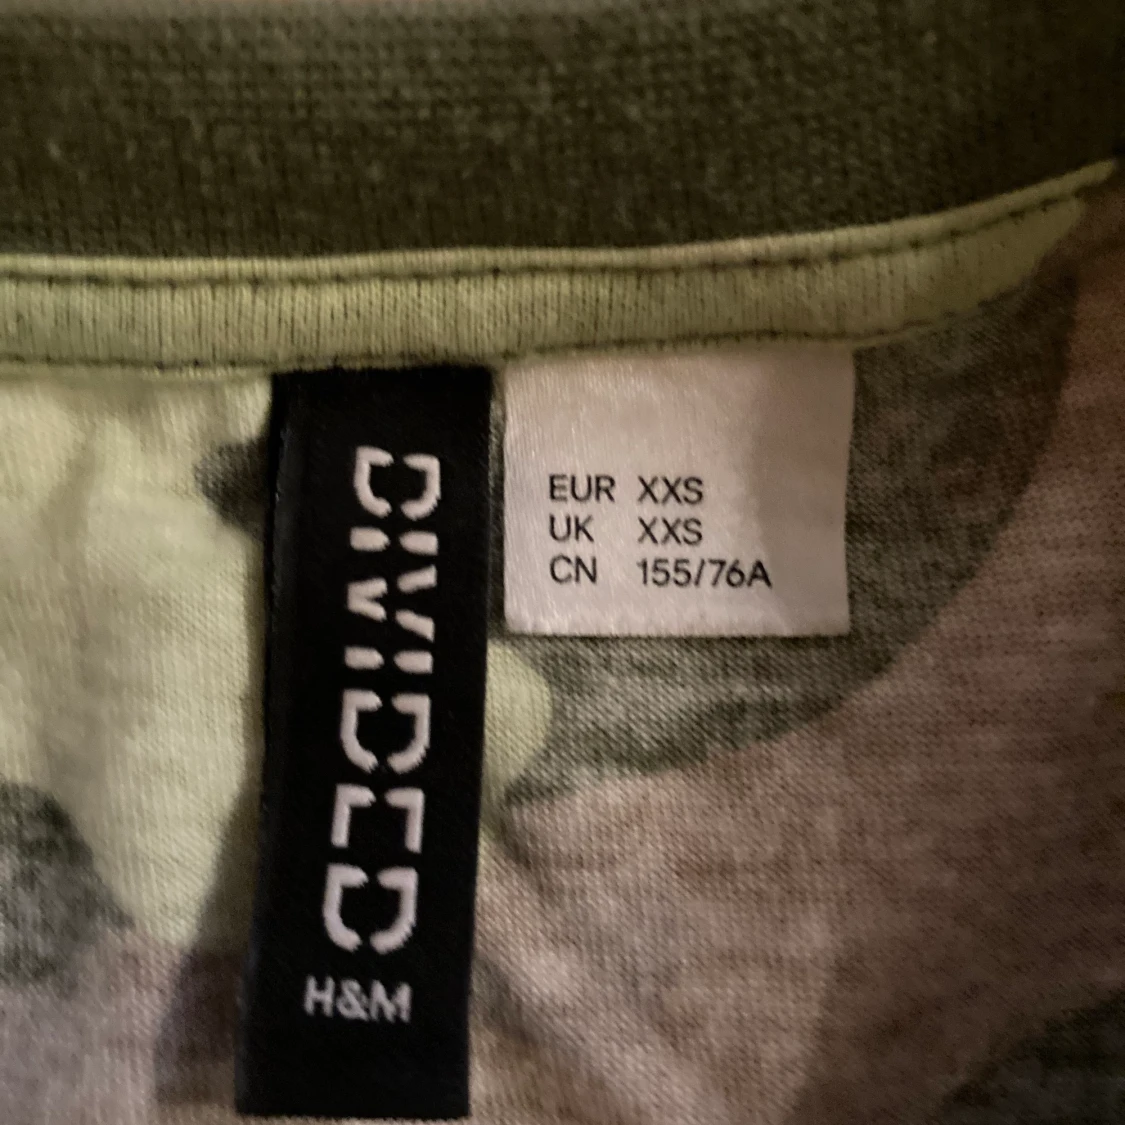 DIVIDED
H&M
EUR XXS
UK XXS
CN 155/76A